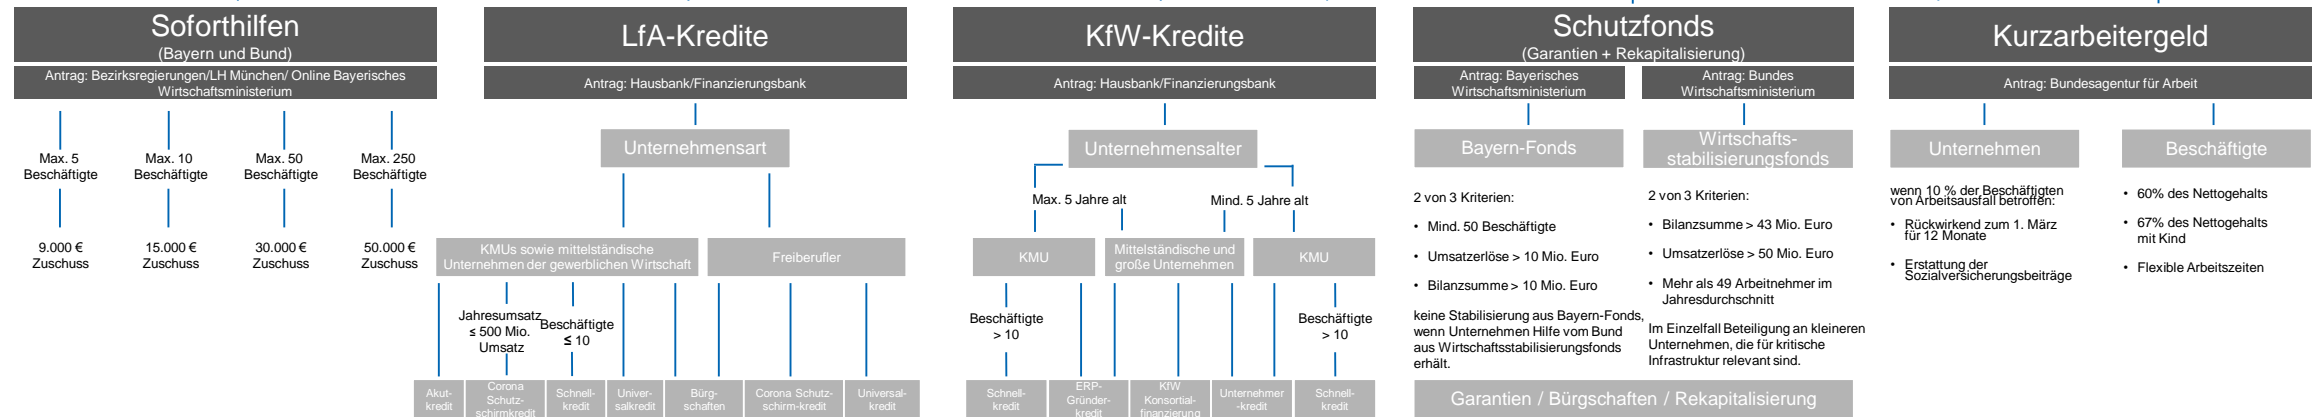 Soforthilfen
(Bayern und Bund)
Antrag: Bezirksregierungen/LH München/ Online Bayerisches
Wirtschaftsministerium
Max. 5
Beschäftigte
Max. 10
Beschäftigte
Max. 50
Beschäftigte
Max. 250
Beschäftigte
9.000 €
Zuschuss
15.000 €
Zuschuss
30.000 €
Zuschuss
50.000 €
Zuschuss
LfA-Kredite
Antrag: Hausbank/Finanzierungsbank
Unternehmensart
KMUs sowie mittelständische
Unternehmen der gewerblichen Wirtschaft
Freiberufler
Jahresumsatz
≤ 500 Mio.
Umsatz
Beschäftigte
≤ 10
Akut-
kredit
Corona
Schutz-
schirmkredit
Schnell-
kredit
Univer-
salkredit
Bürg-
schaften
Corona Schutz-
schirm-kredit
Universal-
kredit
KfW-Kredite
Antrag: Hausbank/Finanzierungsbank
Unternehmensalter
Max. 5 Jahre alt
Mind. 5 Jahre alt
KMU
Mittelständische und
große Unternehmen
KMU
Beschäftigte
> 10
Beschäftigte
> 10
Schnell-
kredit
ERP-
Gründer-
kredit
KfW
Konsortial-
finanzierung
Unternehmer
-kredit
Schnell-
kredit
Schutzfonds
(Garantien + Rekapitalisierung)
Antrag: Bayerisches
Wirtschaftsministerium
Antrag: Bundes
Wirtschaftsministerium
Bayern-Fonds
Wirtschafts-
stabilisierungsfonds
2 von 3 Kriterien:
• Mind. 50 Beschäftigte
• Umsatzerlöse > 10 Mio. Euro
• Bilanzsumme > 10 Mio. Euro
keine Stabilisierung aus Bayern-Fonds,
wenn Unternehmen Hilfe vom Bund
aus Wirtschaftsstabilisierungsfonds
erhält.
2 von 3 Kriterien:
• Bilanzsumme > 43 Mio. Euro
• Umsatzerlöse > 50 Mio. Euro
• Mehr als 49 Arbeitnehmer im
Jahresdurchschnitt
Im Einzelfall Beteiligung an kleineren
Unternehmen, die für kritische
Infrastruktur relevant sind.
Garantien / Bürgschaften / Rekapitalisierung
Kurzarbeitergeld
Antrag: Bundesagentur für Arbeit
Unternehmen
Beschäftigte
wenn 10 % der Beschäftigten
von Arbeitsausfall betroffen:
• Rückwirkend zum 1. März
für 12 Monate
• Erstattung der
Sozialversicherungsbeiträge
• 60% des Nettogehalts
• 67% des Nettogehalts
mit Kind
• Flexible Arbeitszeiten